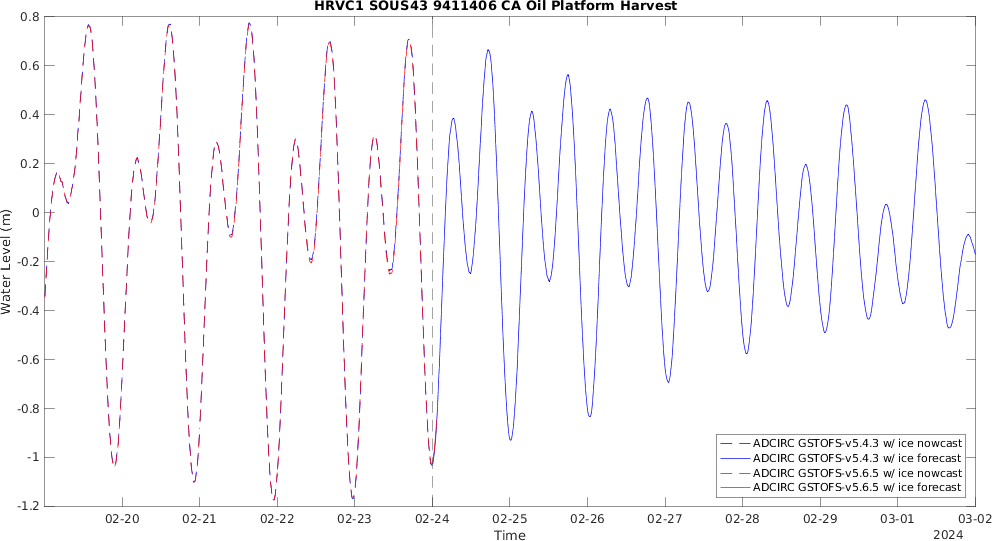 HRVC1 SOUS43 9411406 CA Oil Platform Harvest
0.8
0.6
0.4
0.2
0
-0.2
-0.4
-0.6
-0.8
-1
-1.2
Water Level (m)
02-20 02-21 02-22 02-23 02-24 02-25 02-26 02-27 02-28 02-29 03-01 03-02
Time
2024
ADCIRC GSTOFS-v5.4.3 w/ ice nowcast
ADCIRC GSTOFS-v5.4.3 w/ ice forecast
ADCIRC GSTOFS-v5.6.5 w/ ice nowcast
ADCIRC GSTOFS-v5.6.5 w/ ice forecast